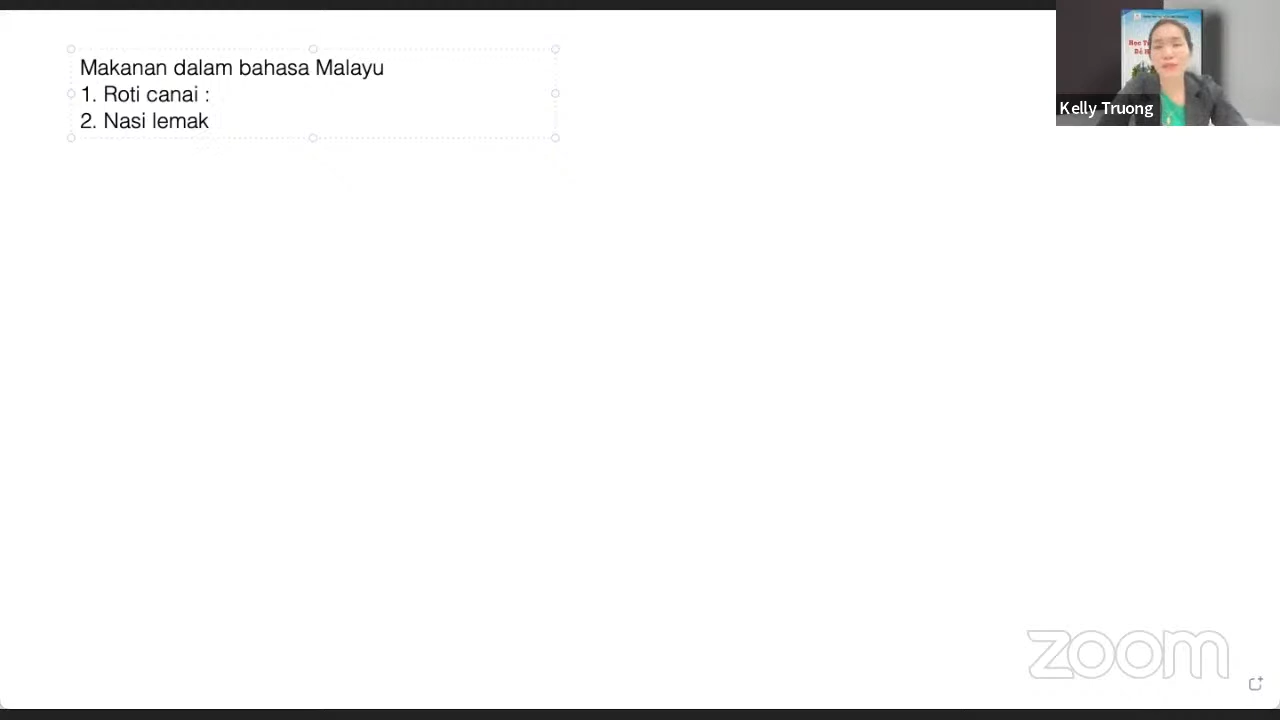 Makanan dalam bahasa Malayu
1. Roti canai :
2. Nasi lemak
Kelly Truong
zoom